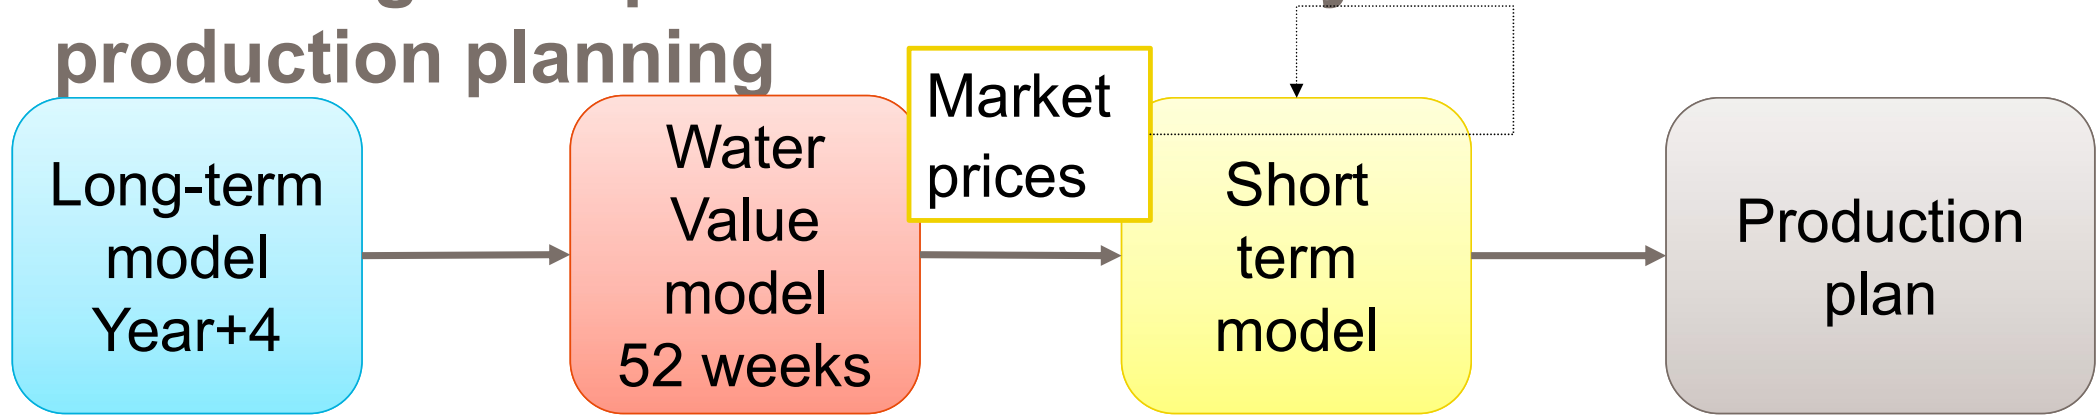 production planning
Market
prices
Long-term
model
Year+4
Water
Value
model
52 weeks
Short
term
model
Production
plan